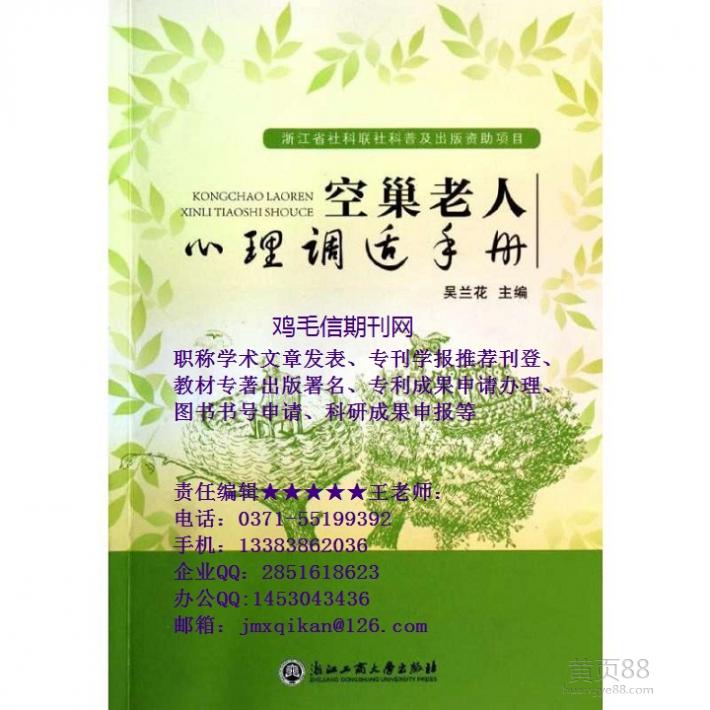 浙江省社科联社科普及出版资助项目
KONGCHAO LAOREN
XINLI TIAOSHI SHOUCE
空巢老人
心理调适手册
吴兰花 主编
鸡毛信期刊网
职称学术文章发表、专刊学报推荐刊登、
教材专著出版署名、专利成果申请办理、
图书书号申请、科研成果申报等
责任编辑★★★★★王老师：
电话：0371-55199392
手机：13383862036
企业QQ：2851618623
办公QQ:1453043436
邮箱：jmxqikan@126.com
浙江工商大学出版社
ZHEJIANG GONGSHANG UNIVERSITY PRESS
黄页88
huangye88.com